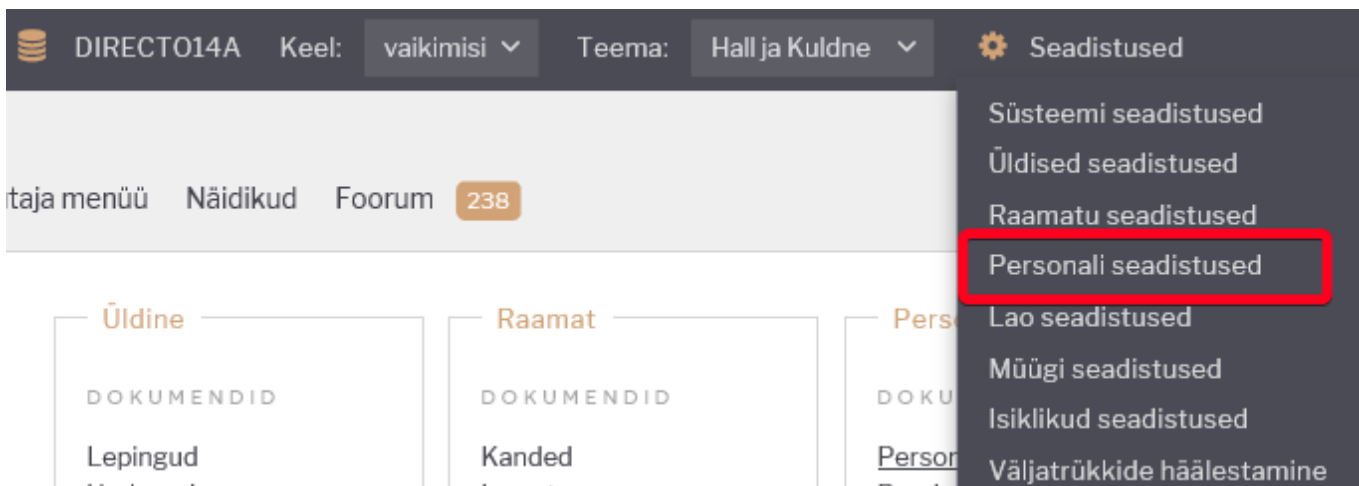 DIRECTO14A Keel: vaikimisi Teema: Hall ja Kuldne Seadistused
Süsteemi seadistused
Üldised seadistused
Raamatu seadistused
Personali seadistused
Lao seadistused
Müügi seadistused
Isiklikud seadistused
Väljatrükkide häälestamine
menüü Näidikud Foorum 238
Üldine
DOKUMENDID
Lepingud
Raamat
DOKUMENDID
Kanded